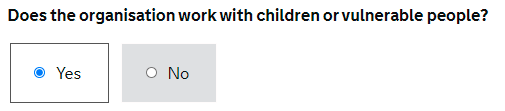 Does the organisation work with children or vulnerable people?
Yes No